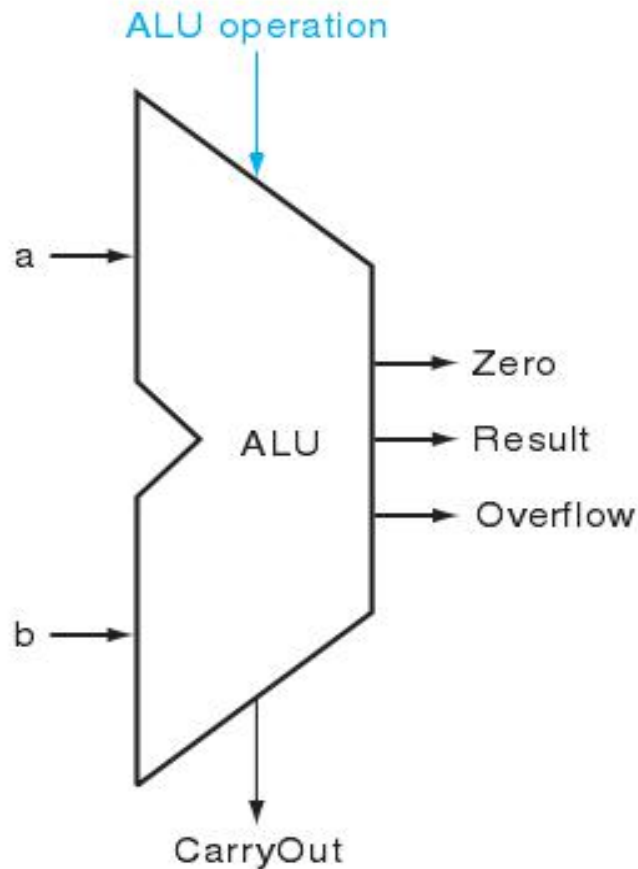 ALU operation
a
Zero
ALU
Result
Overflow
b
CarryOut